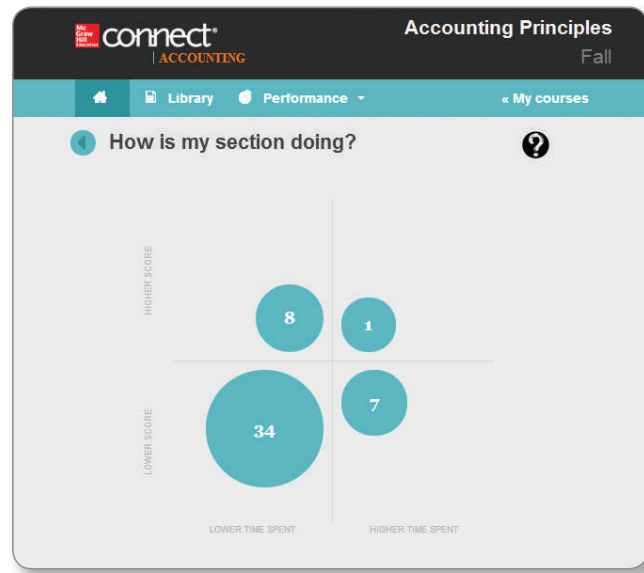 Mc
Graw
Hill
Education
connect®
| ACCOUNTING
Accounting Principles
Fall
Library
Performance
« My courses
How is my section doing?
?
HIGHER SCORE
8
1
34
7
LOWER SCORE
LOWER TIME SPENT
HIGHER TIME SPENT